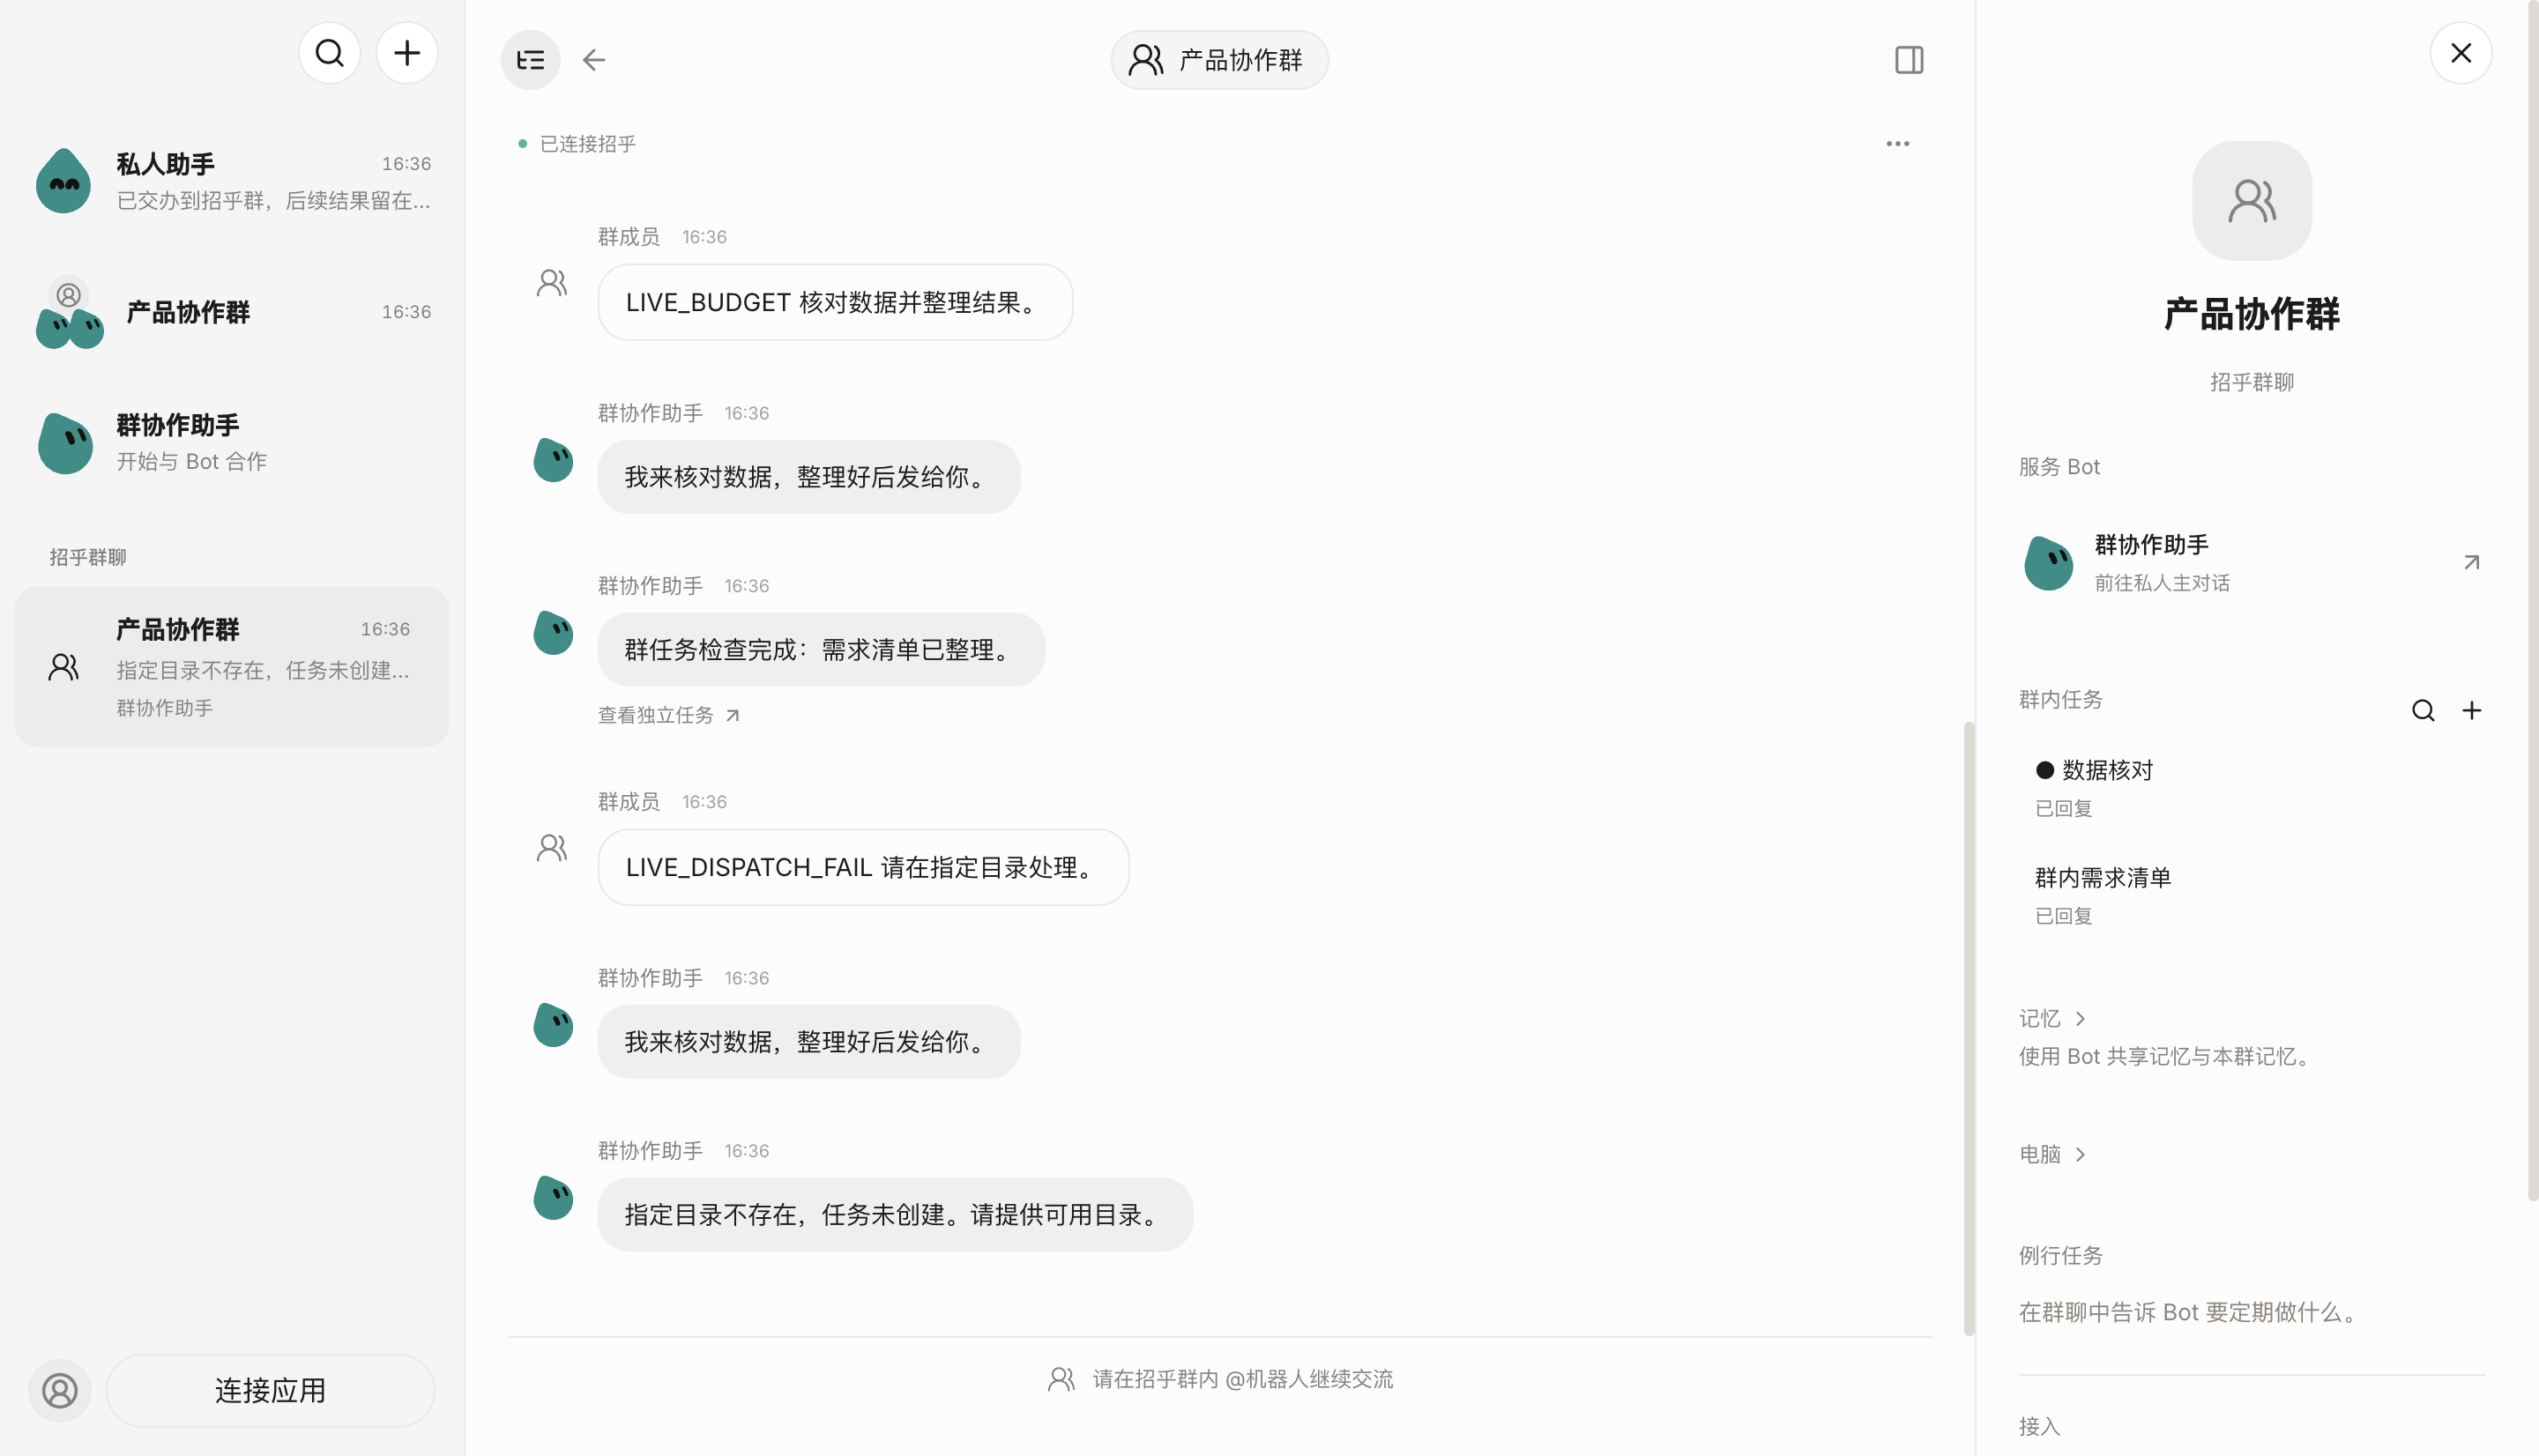 私人助手
16:36
已交办到招乎群，后续结果留在...
产品协作群
16:36
群协作助手
开始与 Bot 合作
招乎群聊
产品协作群
16:36
指定目录不存在，任务未创建...
群协作助手
连接应用
产品协作群
已连接招乎
群成员 16:36
LIVE_BUDGET 核对数据并整理结果。
群协作助手 16:36
我来核对数据，整理好后发给你。
群协作助手 16:36
群任务检查完成：需求清单已整理。
查看独立任务
群成员 16:36
LIVE_DISPATCH_FAIL 请在指定目录处理。
群协作助手 16:36
我来核对数据，整理好后发给你。
群协作助手 16:36
指定目录不存在，任务未创建。请提供可用目录。
请在招乎群内 @机器人继续交流
产品协作群
招乎群聊
服务 Bot
群协作助手
前往私人主对话
群内任务
数据核对
已回复
群内需求清单
已回复
记忆
使用 Bot 共享记忆与本群记忆。
电脑
例行任务
在群聊中告诉 Bot 要定期做什么。
接入